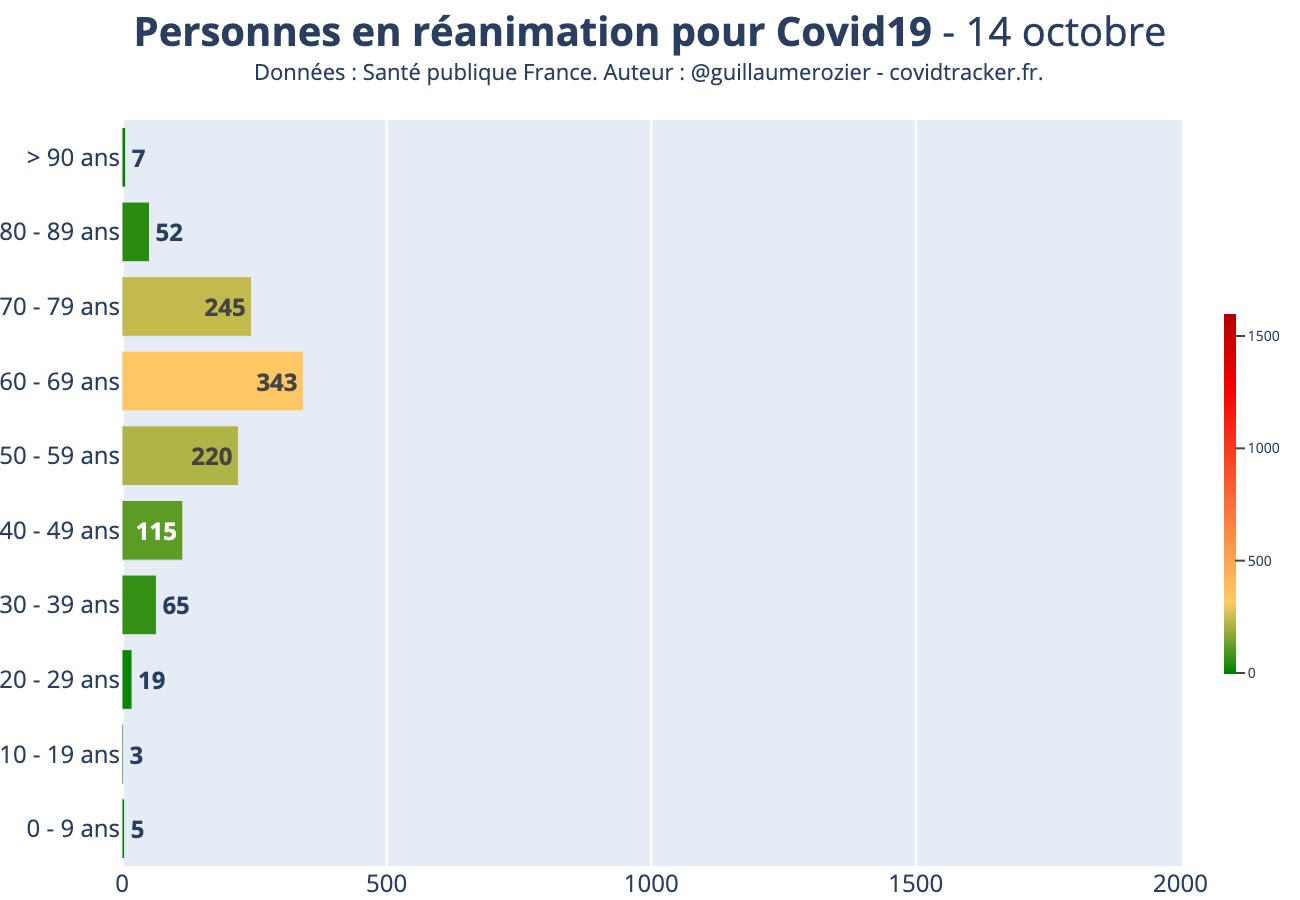 Personnes en réanimation pour Covid19 - 14 octobre
Données : Santé publique France. Auteur : @guillaumerozier - covidtracker.fr.
> 90 ans 7
80 - 89 ans 52
70 - 79 ans 245
60 - 69 ans 343
50 - 59 ans 220
40 - 49 ans 115
30 - 39 ans 65
20 - 29 ans 19
10 - 19 ans 3
0 - 9 ans 5
0 500 1000 1500 2000
1500
1000
500
0